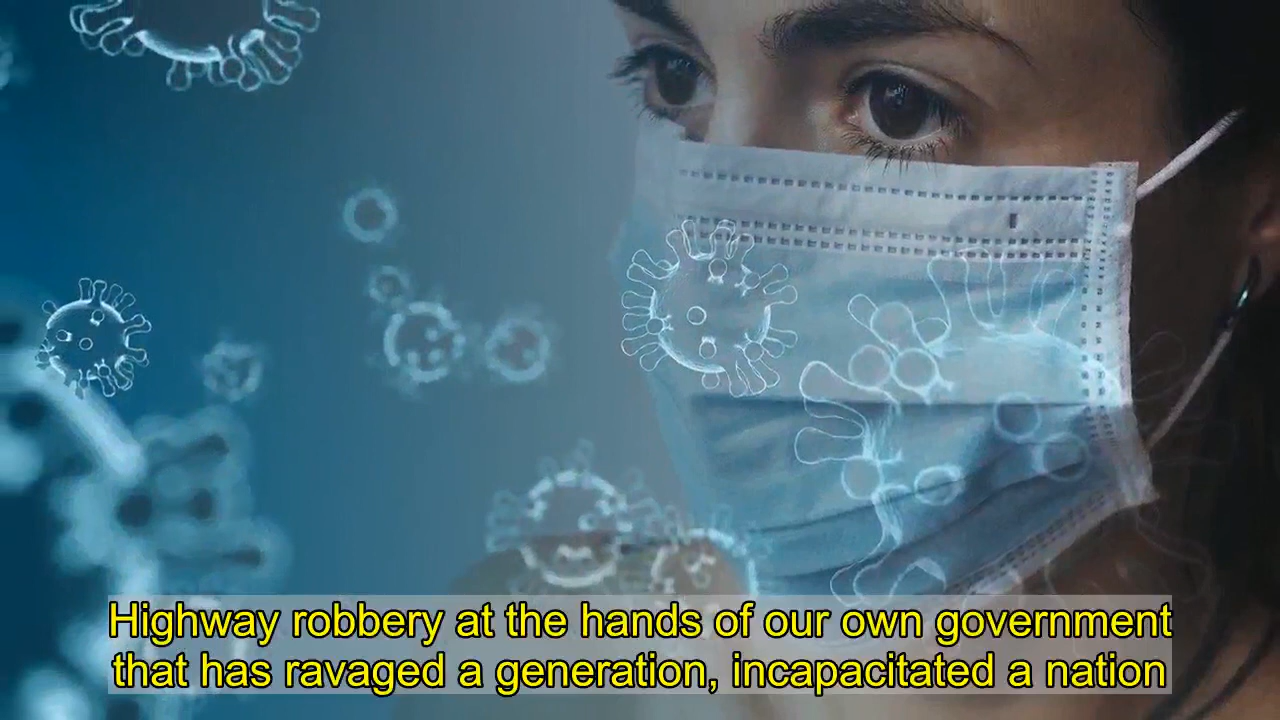 Highway robbery at the hands of our own government
that has ravaged a generation, incapacitated a nation